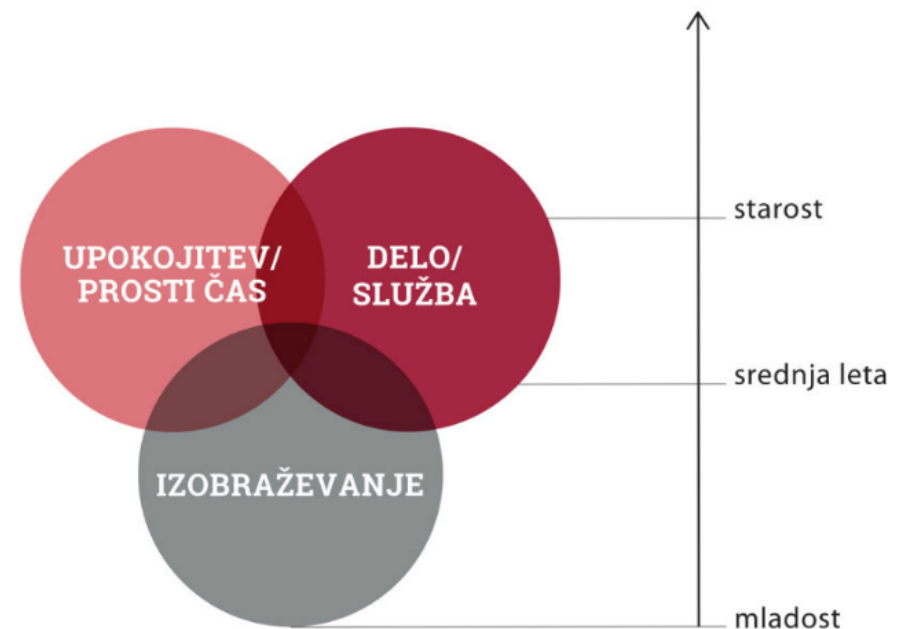 UPOKOJITEV/
PROSTI ČAS
DELO/
SLUŽBA
IZOBRAŽEVANJE
starost
srednja leta
mladost